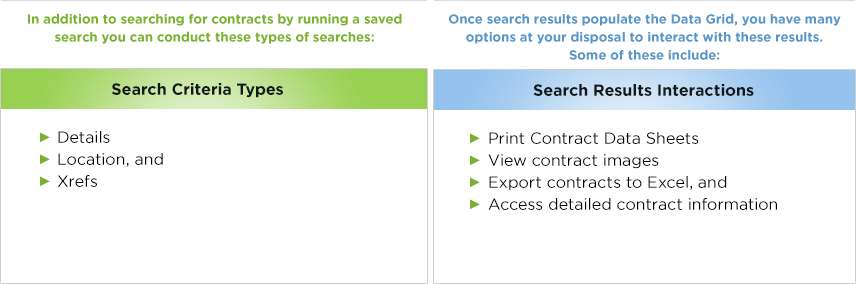 In addition to searching for contracts by running a saved
search you can conduct these types of searches:
Search Criteria Types
Details
Location, and
Xrefs
Once search results populate the Data Grid, you have many
options at your disposal to interact with these results.
Some of these include:
Search Results Interactions
Print Contract Data Sheets
View contract images
Export contracts to Excel, and
Access detailed contract information